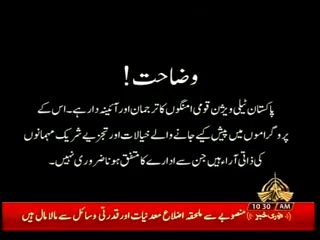 وضاحت!
پاکستان ٹیلی ویژن قومی امنگوں کا ترجمان اور آئینہ دار ہے۔ اس کے
پروگراموں میں پیش کیے جانے والے خیالات اور تجزیے شریک مہمانوں
کی ذاتی آراء ہیں جن سے ادارے کا متفق ہونا ضروری نہیں۔
10:30 AM
منصوبے سے ملحقہ اضلاع معدنیات اور قدرتی وسائل سے مالا مال ہیں